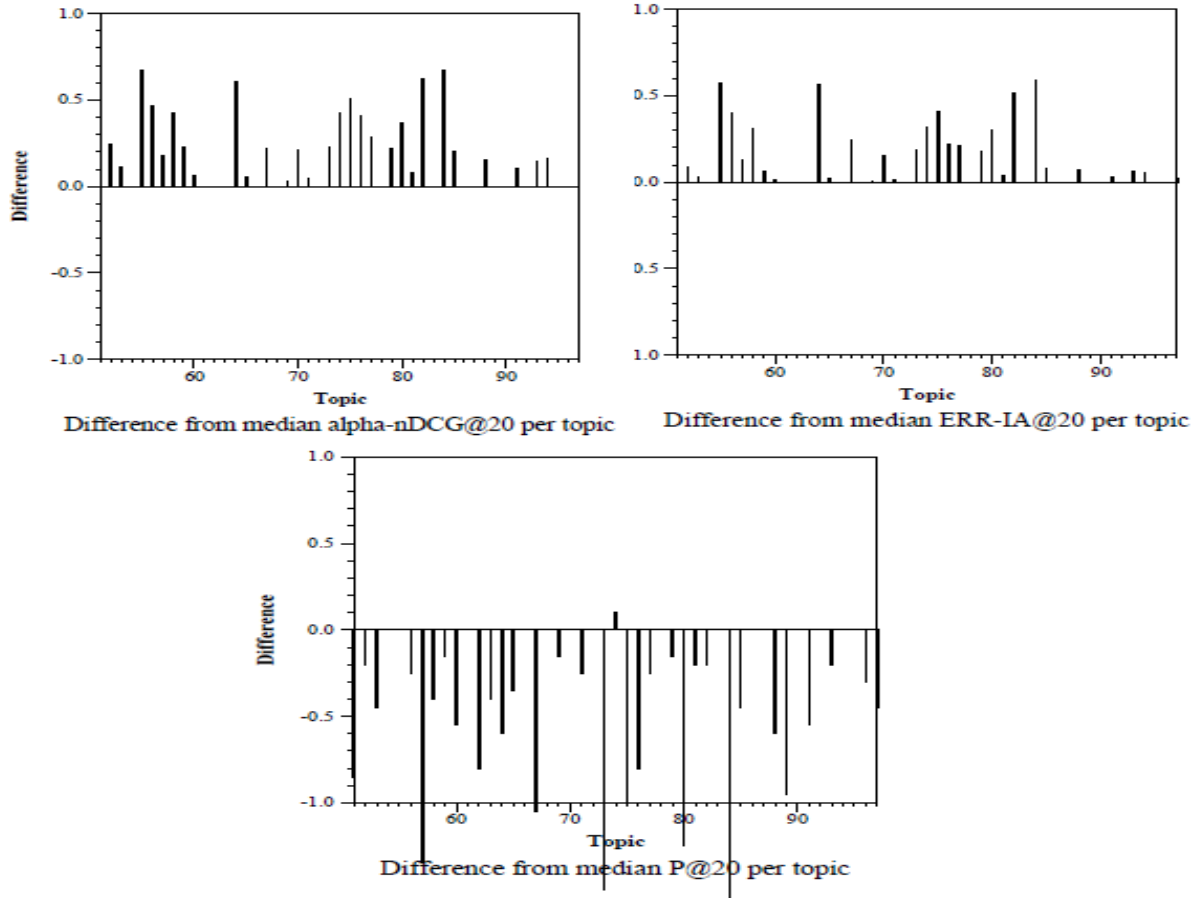 1.0
0.5
0.0
-0.5
-1.0
Difference
60 70 80 90
Topic
Difference from median alpha-nDCG@20 per topic
1.0
0.5
0.0
0.5
1.0
60 70 80 90
Topic
Difference from median ERR-IA@20 per topic
1.0
0.5
0.0
-0.5
-1.0
Difference
60 70 80 90
Topic
Difference from median P@20 per topic